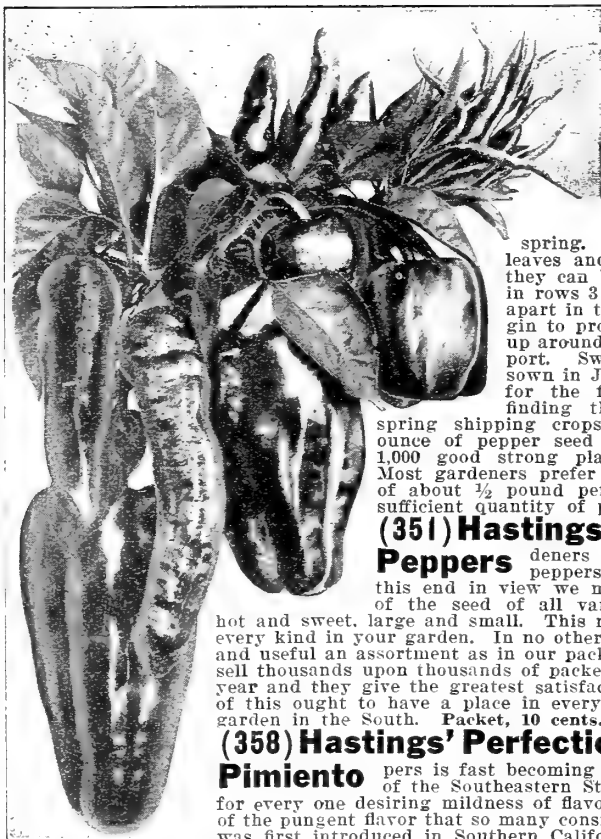 spring.
leaves and
they can
in rows 3
apart in t
gin to pro
up around
port. Sw
sown in J
for the f
finding th
spring shipping crops
ounce of pepper seed
1,000 good strong pla
Most gardeners prefer
of about ½ pound pe
sufficient quantity of p
(351) Hastings
Peppers deners
peppers
this end in view we m
of the seed of all var
hot and sweet, large and small. This m
every kind in your garden. In no other
and useful an assortment as in our pack
sell thousands upon thousands of packe
year and they give the greatest satisfac
of this ought to have a place in every
garden in the South. Packet, 10 cents.
(358) Hastings' Perfectio
Pimiento pers is fast becoming
of the Southeastern St
for every one desiring mildness of flavo
of the pungent flavor that so many cons
was first introduced in Southern Califo